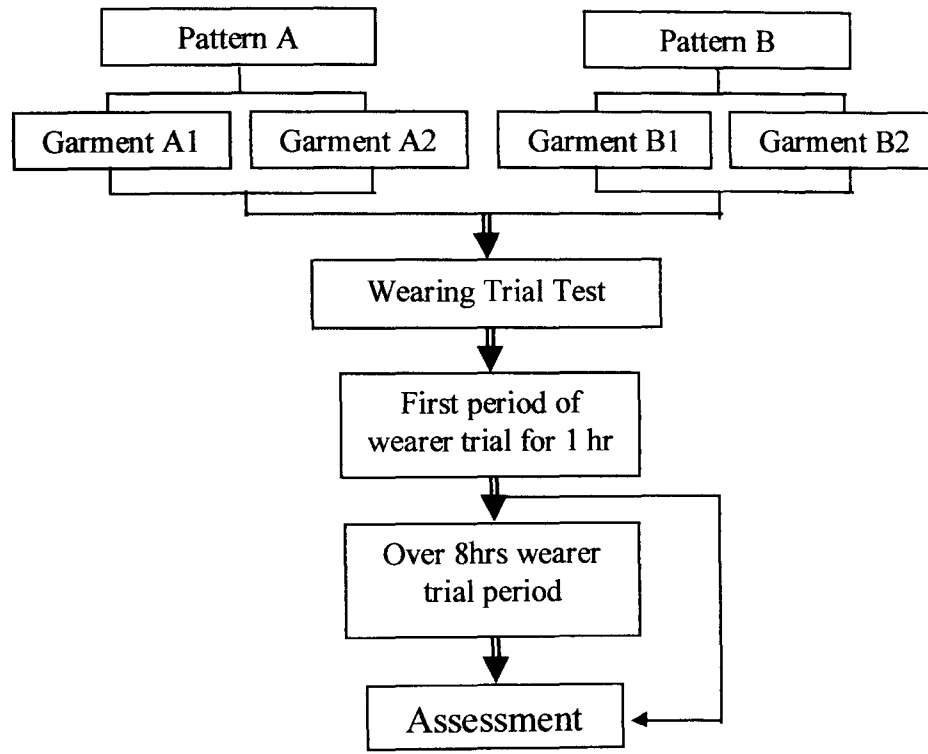 Pattern A
Pattern B
Garment A1
Garment A2
Garment B1
Garment B2
Wearing Trial Test
First period of
wearer trial for 1 hr
Over 8hrs wearer
trial period
Assessment